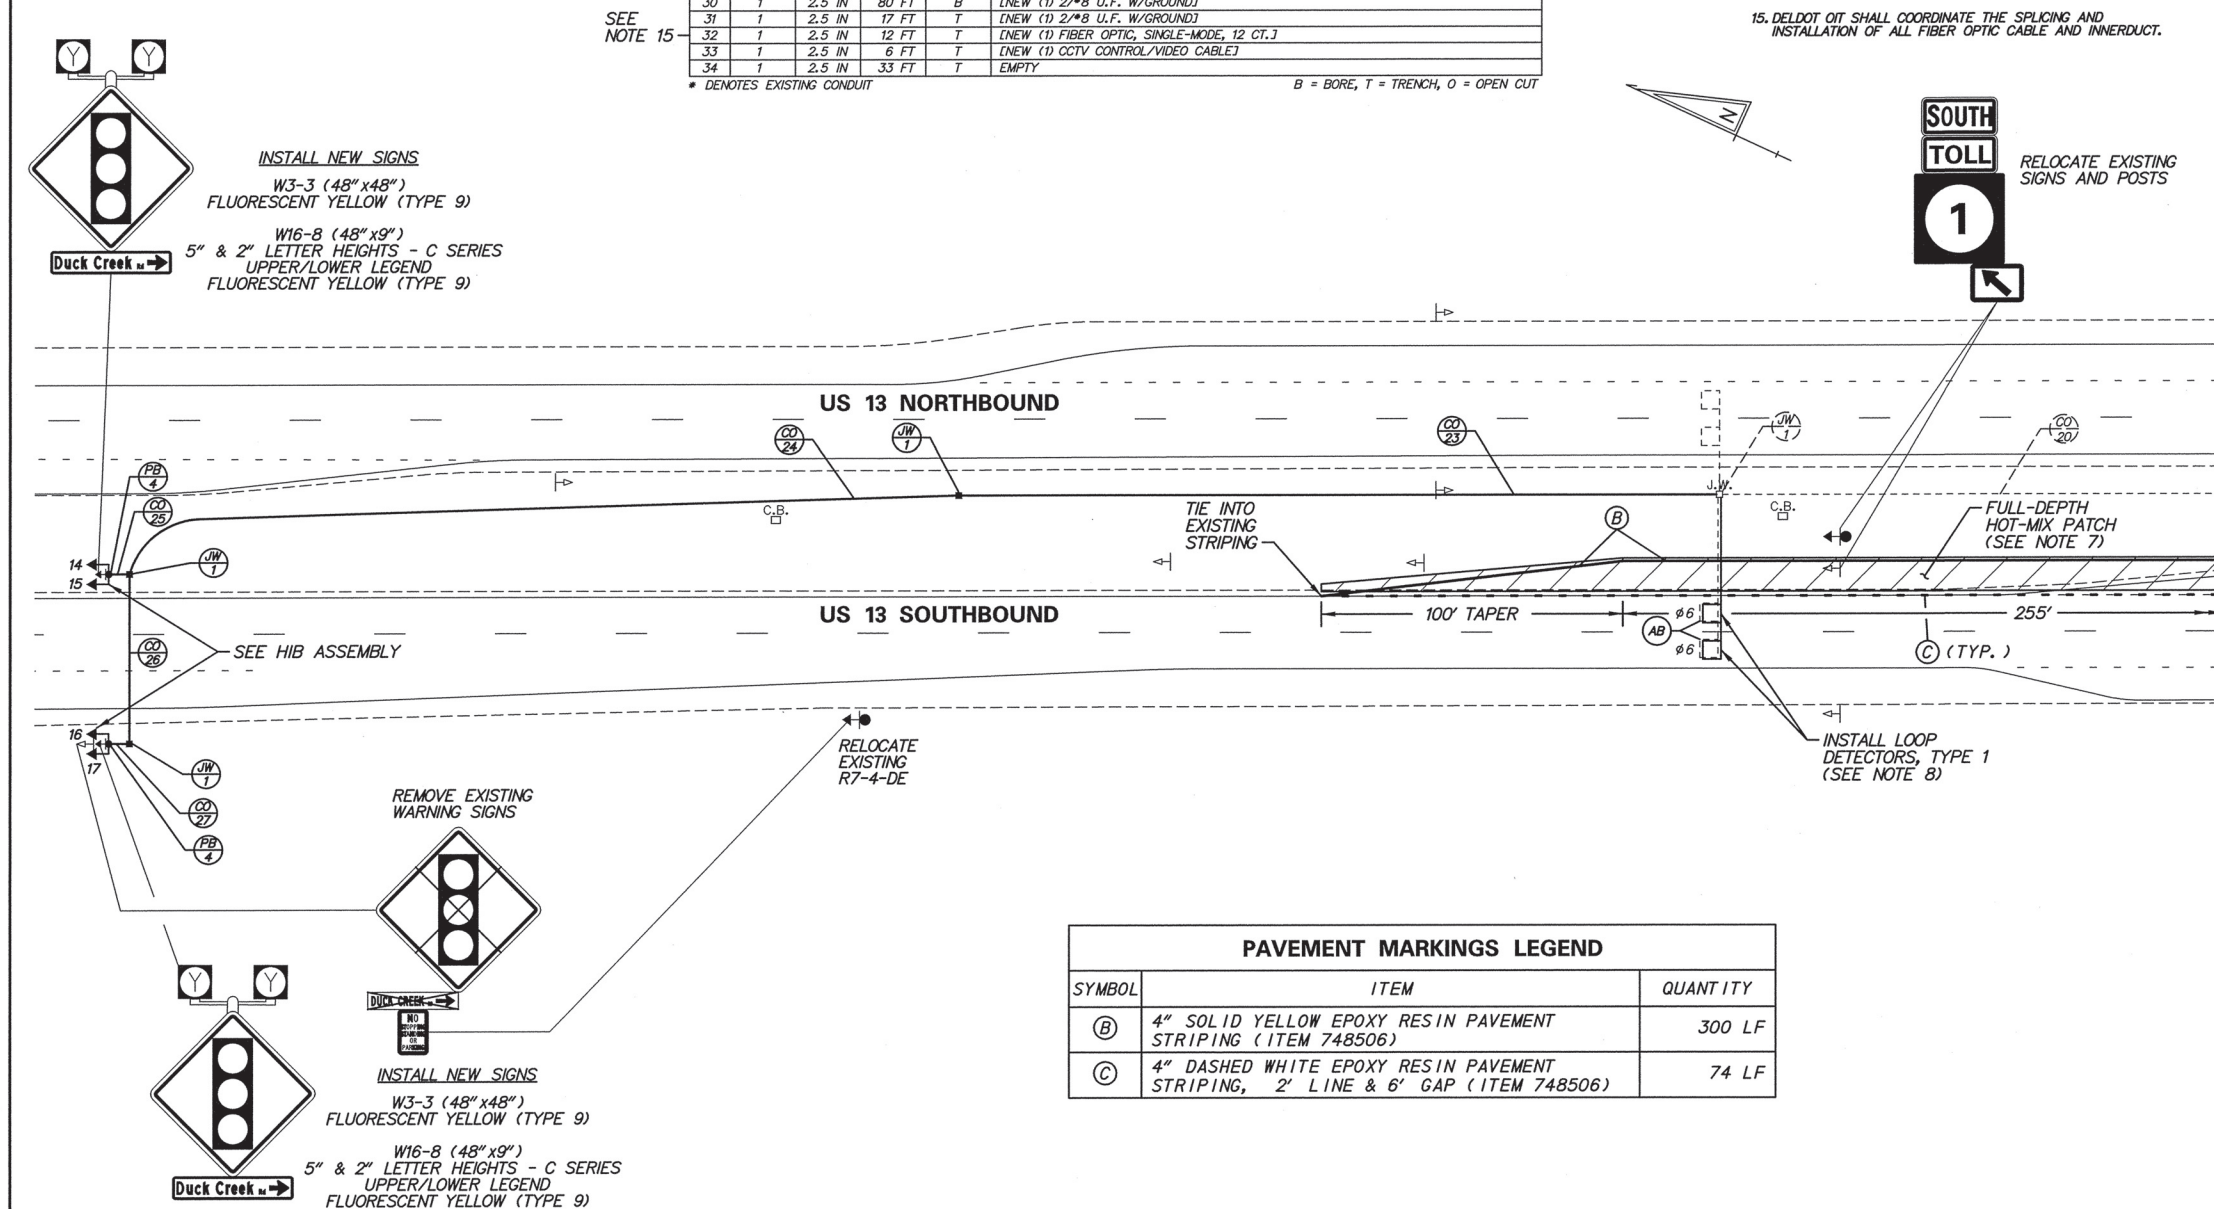 30 1 2.5 IN 80 FT B [NEW (1) 2/#8 U.F. W/GROUND]
31 1 2.5 IN 17 FT T [NEW (1) 2/#8 U.F. W/GROUND]
32 1 2.5 IN 12 FT T [NEW (1) FIBER OPTIC, SINGLE-MODE, 12 CT.]
33 1 2.5 IN 6 FT T [NEW (1) CCTV CONTROL/VIDEO CABLE]
34 1 2.5 IN 33 FT T EMPTY
SEE
NOTE 15
* DENOTES EXISTING CONDUIT
B = BORE, T = TRENCH, O = OPEN CUT
15. DELDOT OIT SHALL COORDINATE THE SPLICING AND
INSTALLATION OF ALL FIBER OPTIC CABLE AND INNERDUCT.
Y Y
INSTALL NEW SIGNS
W3-3 (48"x48")
FLUORESCENT YELLOW (TYPE 9)
W16-8 (48"x9")
5" & 2" LETTER HEIGHTS - C SERIES
UPPER/LOWER LEGEND
FLUORESCENT YELLOW (TYPE 9)
Duck Creek Rd
N
SOUTH
TOLL
1
RELOCATE EXISTING
SIGNS AND POSTS
US 13 NORTHBOUND
CO
24
JW
1
CO
23
JW
1
CO
20
PB
4
CO
25
JW
1
14
15
C.B.
J.W.
C.B.
TIE INTO
EXISTING
STRIPING
B
FULL-DEPTH
HOT-MIX PATCH
(SEE NOTE 7)
US 13 SOUTHBOUND
100' TAPER
ø6
AB
ø6
255'
C (TYP.)
CO
26
SEE HIB ASSEMBLY
16
17
JW
1
CO
27
PB
4
RELOCATE
EXISTING
R7-4-DE
INSTALL LOOP
DETECTORS, TYPE 1
(SEE NOTE 8)
REMOVE EXISTING
WARNING SIGNS
DUCK CREEK
NO
STOPPING
STANDING
OR
PARKING
Y Y
INSTALL NEW SIGNS
W3-3 (48"x48")
FLUORESCENT YELLOW (TYPE 9)
W16-8 (48"x9")
5" & 2" LETTER HEIGHTS - C SERIES
UPPER/LOWER LEGEND
FLUORESCENT YELLOW (TYPE 9)
Duck Creek Rd
PAVEMENT MARKINGS LEGEND
SYMBOL ITEM QUANTITY
B 4" SOLID YELLOW EPOXY RESIN PAVEMENT
STRIPING (ITEM 748506) 300 LF
C 4" DASHED WHITE EPOXY RESIN PAVEMENT
STRIPING, 2' LINE & 6' GAP (ITEM 748506) 74 LF